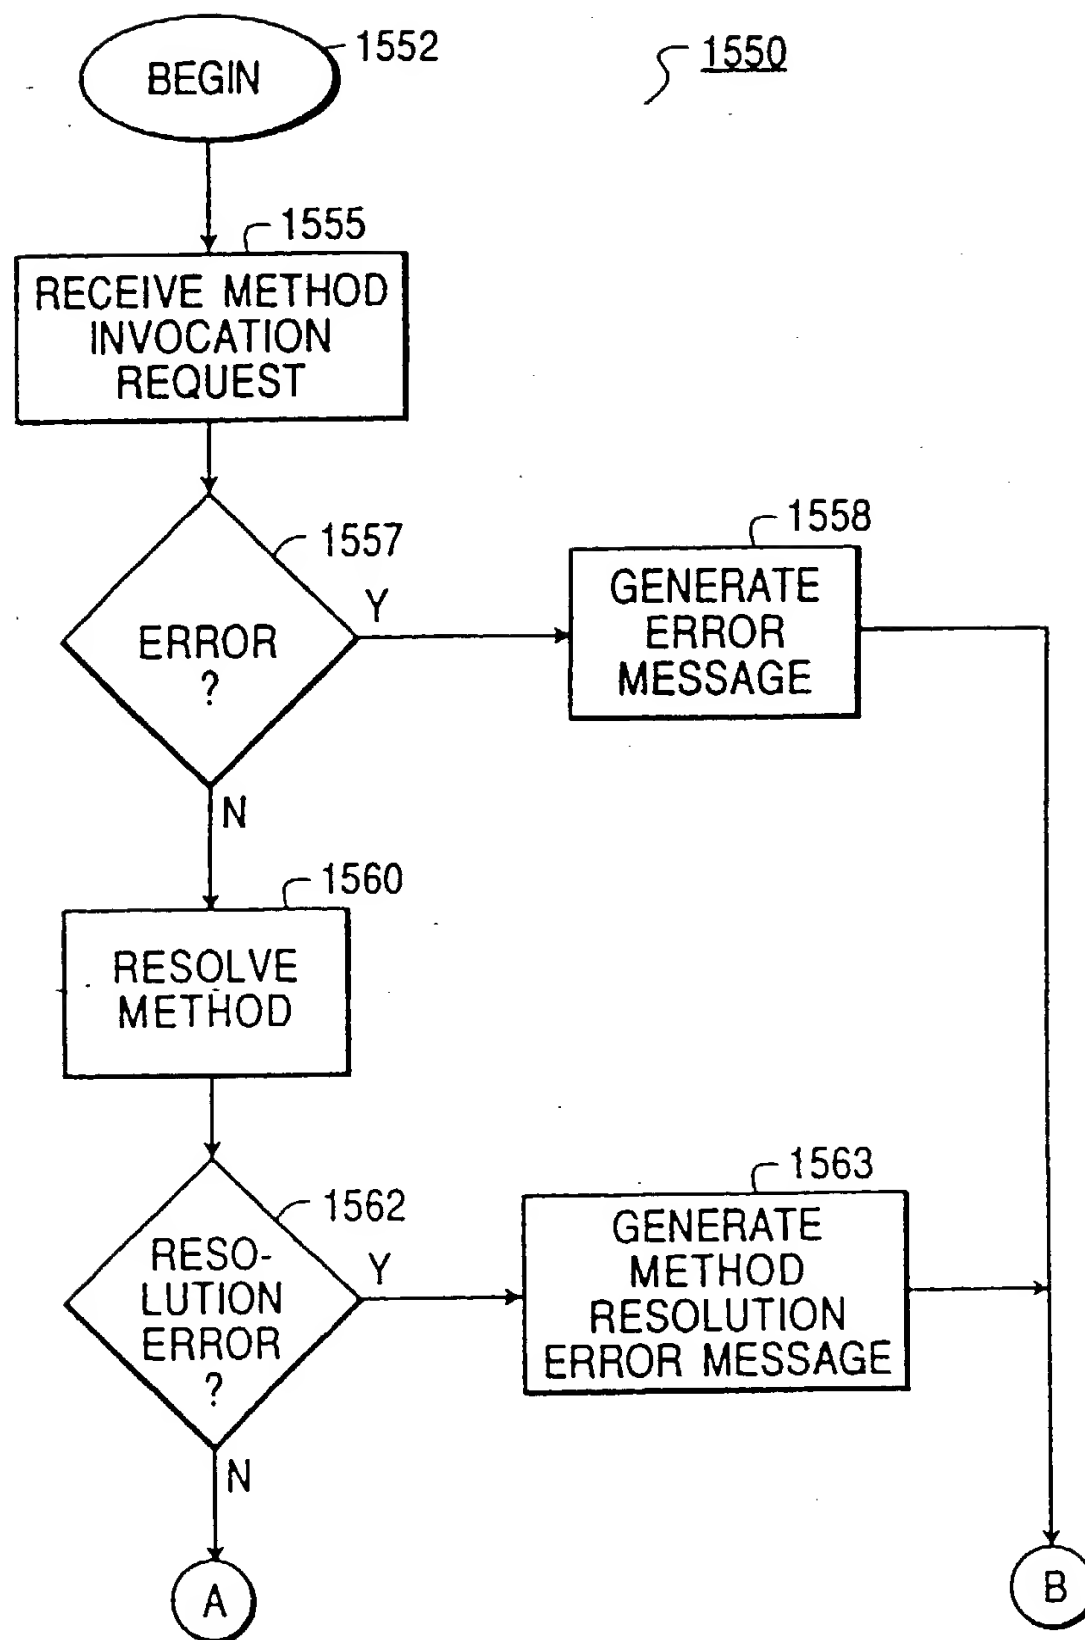 1552
1550
BEGIN
1555
RECEIVE METHOD
INVOCATION
REQUEST
1557
ERROR
?
Y
N
1558
GENERATE
ERROR
MESSAGE
1560
RESOLVE
METHOD
1562
RESO-
LUTION
ERROR
?
Y
N
1563
GENERATE
METHOD
RESOLUTION
ERROR MESSAGE
A
B